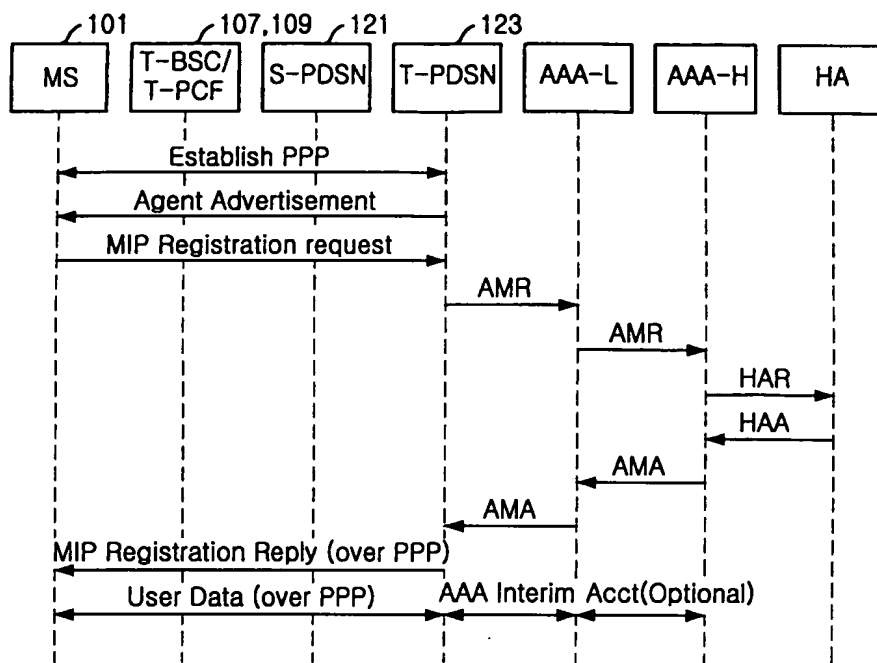 101
107,109
121
123
MS
T-BSC/
T-PCF
S-PDSN
T-PDSN
AAA-L
AAA-H
HA
Establish PPP
Agent Advertisement
MIP Registration request
AMR
AMR
HAR
HAA
AMA
AMA
MIP Registration Reply (over PPP)
User Data (over PPP)
AAA Interim Acct(Optional)